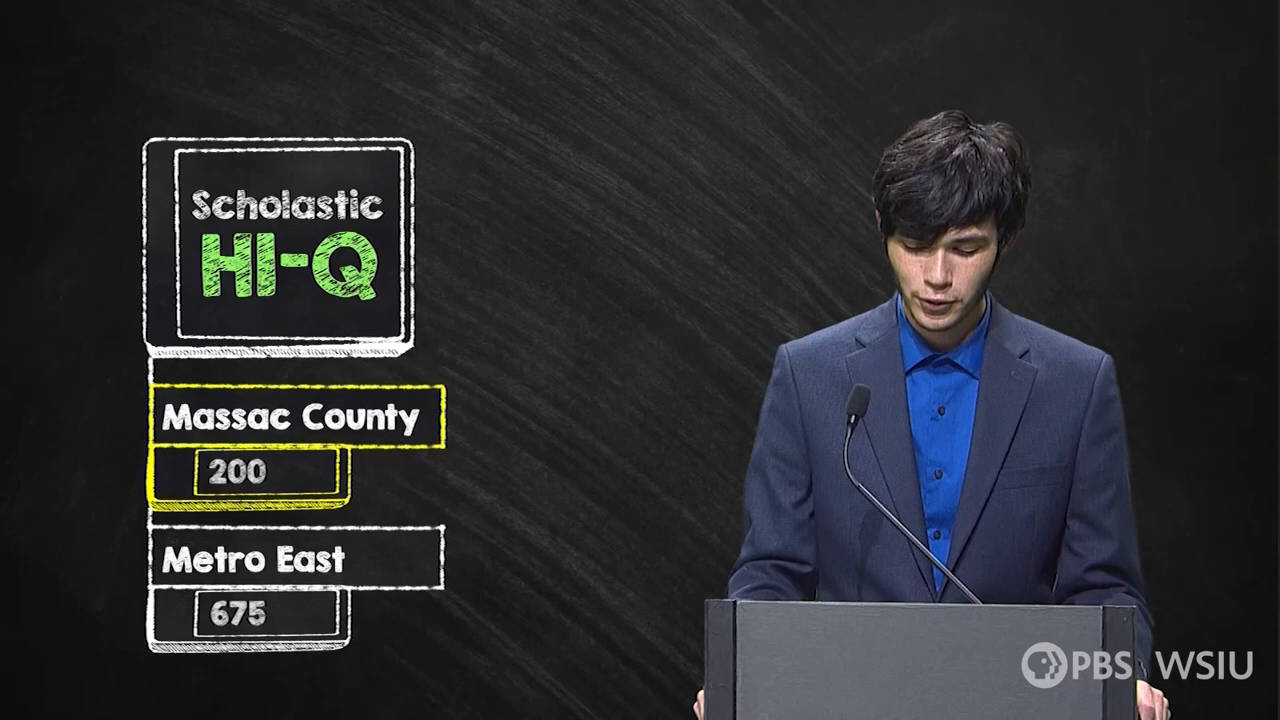 Scholastic
HI-Q
Massac County
200
Metro East
675
PBS WSIU